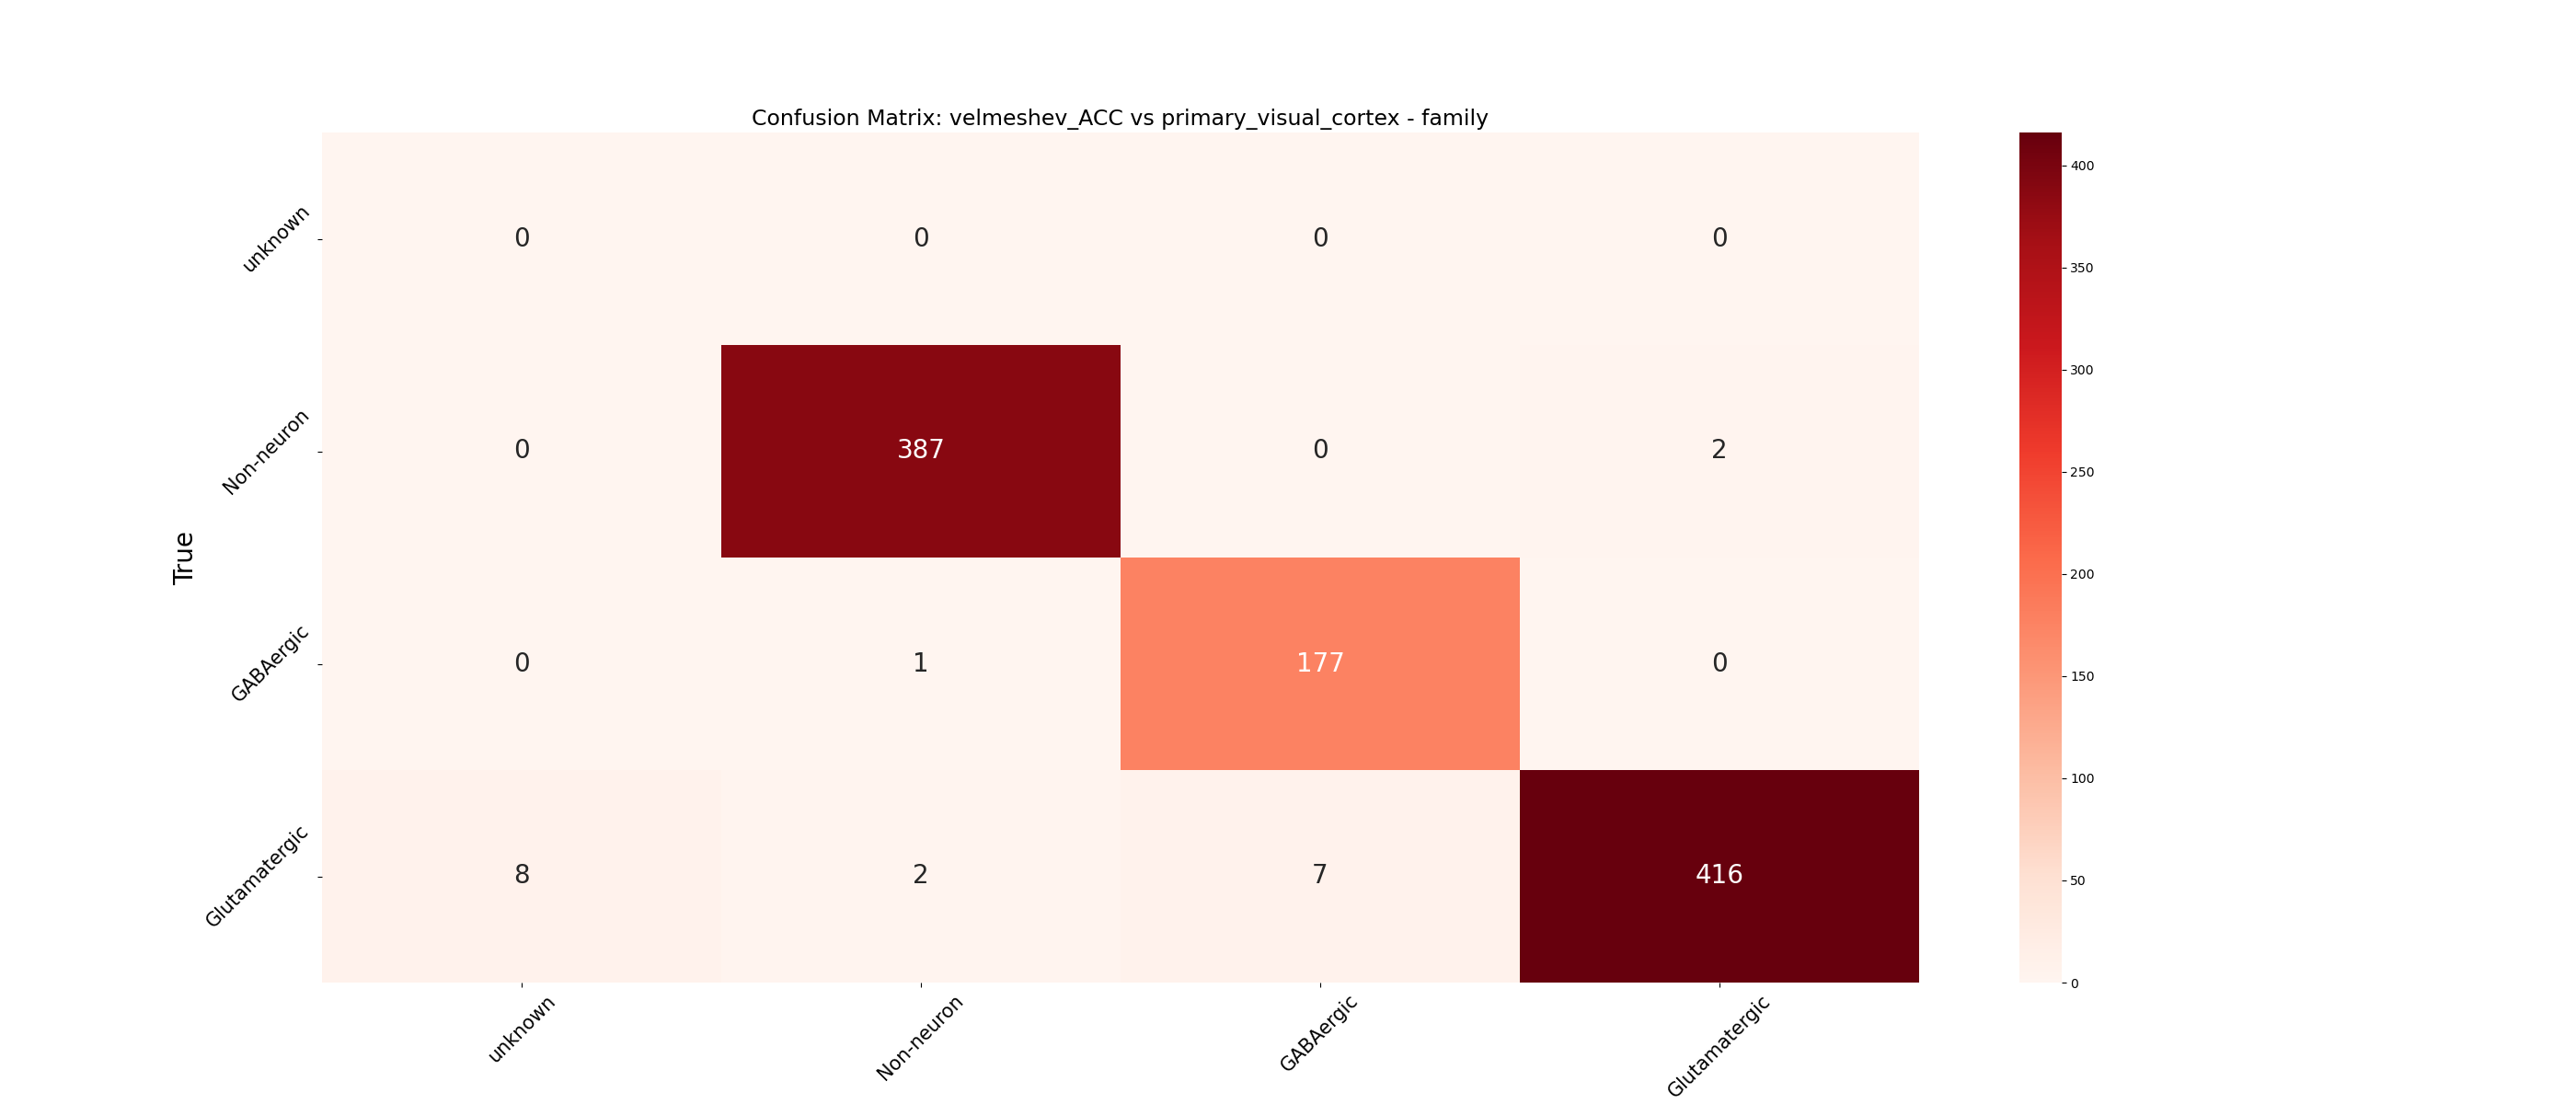 Confusion Matrix: velmeshev_ACC vs primary_visual_cortex - family
True
unknown
0 0 0 0
Non-neuron
0 387 0 2
GABAergic
0 1 177 0
Glutamatergic
8 2 7 416
unknown Non-neuron GABAergic Glutamatergic
400
350
300
250
200
150
100
50
0